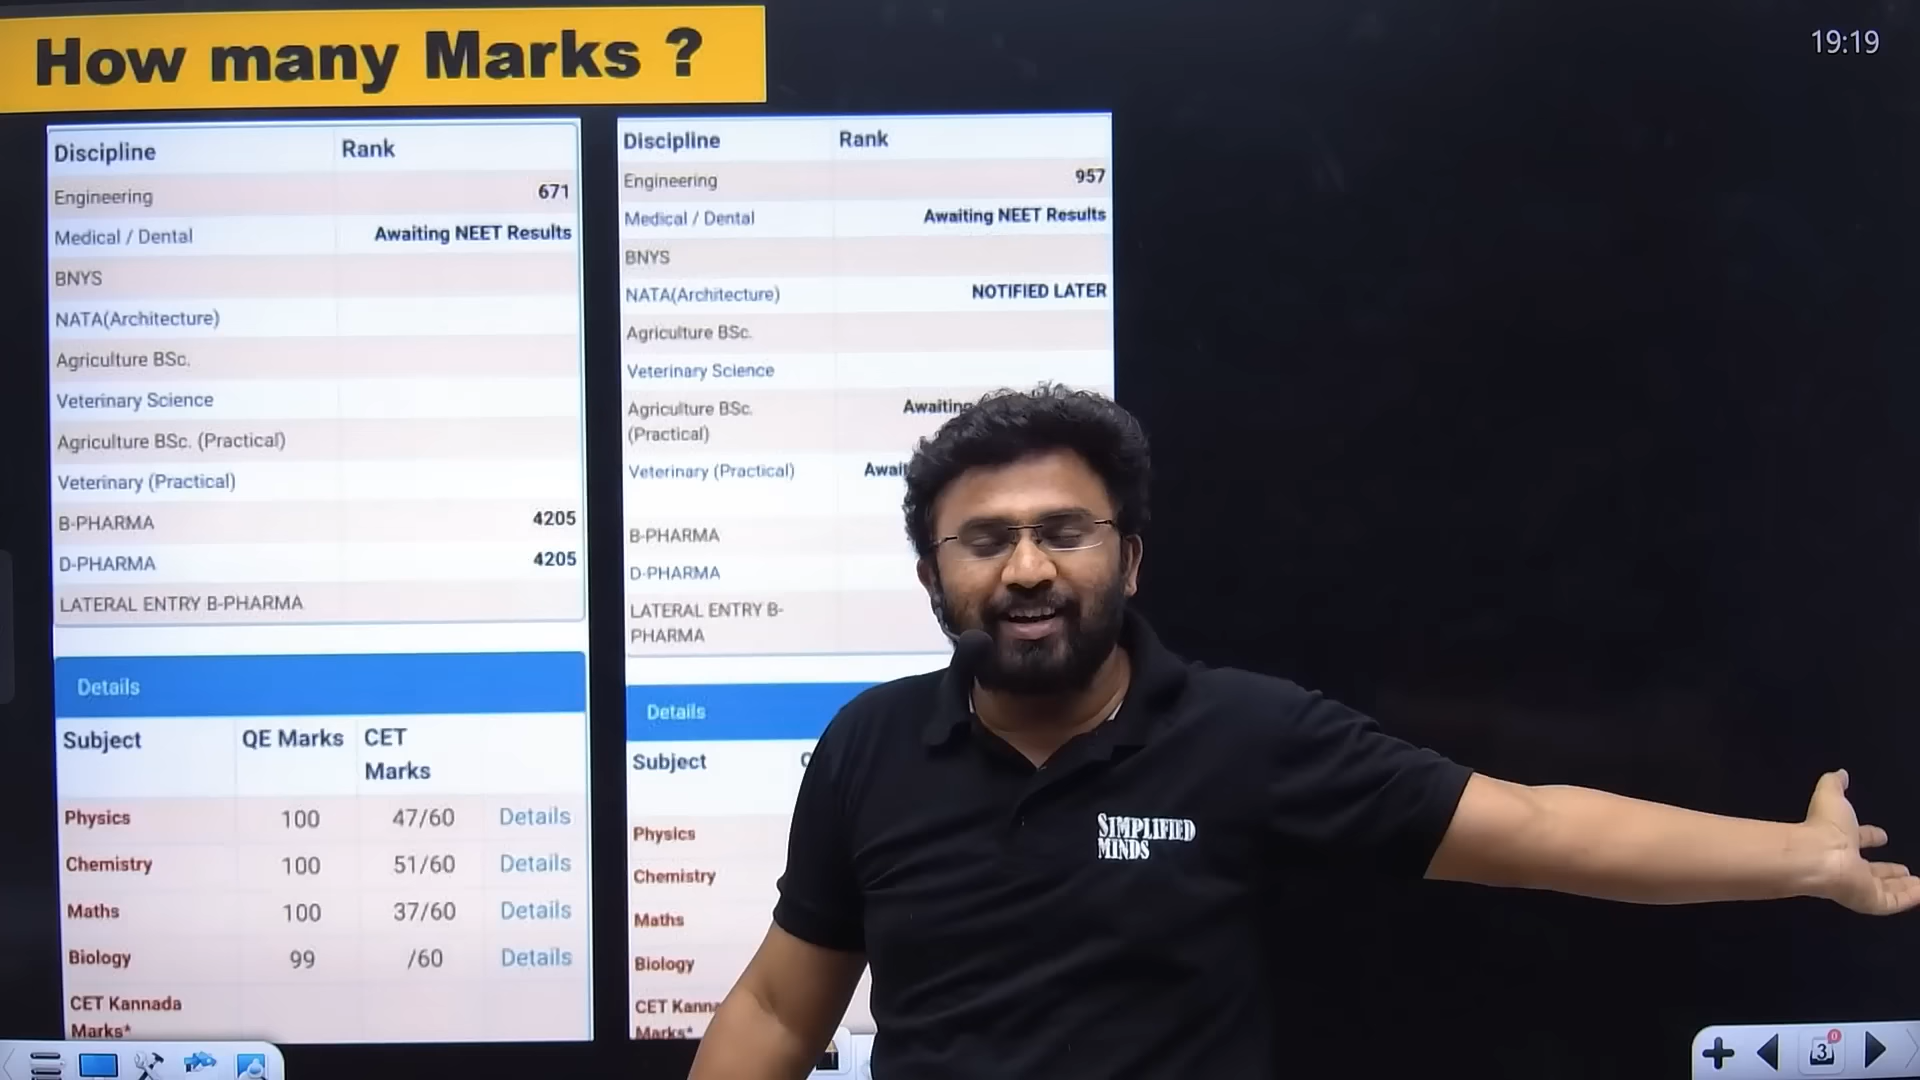 How many Marks ?
19:19
Discipline Rank
Engineering 671
Medical / Dental Awaiting NEET Results
BNYS
NATA(Architecture)
Agriculture BSc.
Veterinary Science
Agriculture BSc. (Practical)
Veterinary (Practical)
B-PHARMA 4205
D-PHARMA 4205
LATERAL ENTRY B-PHARMA
Details
Subject QE Marks CET
Marks
Physics 100 47/60 Details
Chemistry 100 51/60 Details
Maths 100 37/60 Details
Biology 99 /60 Details
CET Kannada
Marks*
Discipline Rank
Engineering 957
Medical / Dental Awaiting NEET Results
BNYS
NATA(Architecture) NOTIFIED LATER
Agriculture BSc.
Veterinary Science
Agriculture BSc. Awaiting
(Practical)
Veterinary (Practical)
B-PHARMA
D-PHARMA
LATERAL ENTRY B-
PHARMA
Details
Subject
Physics
Chemistry
Maths
Biology
CET
Marks*
SIMPLIFIED
MINDS
3
0